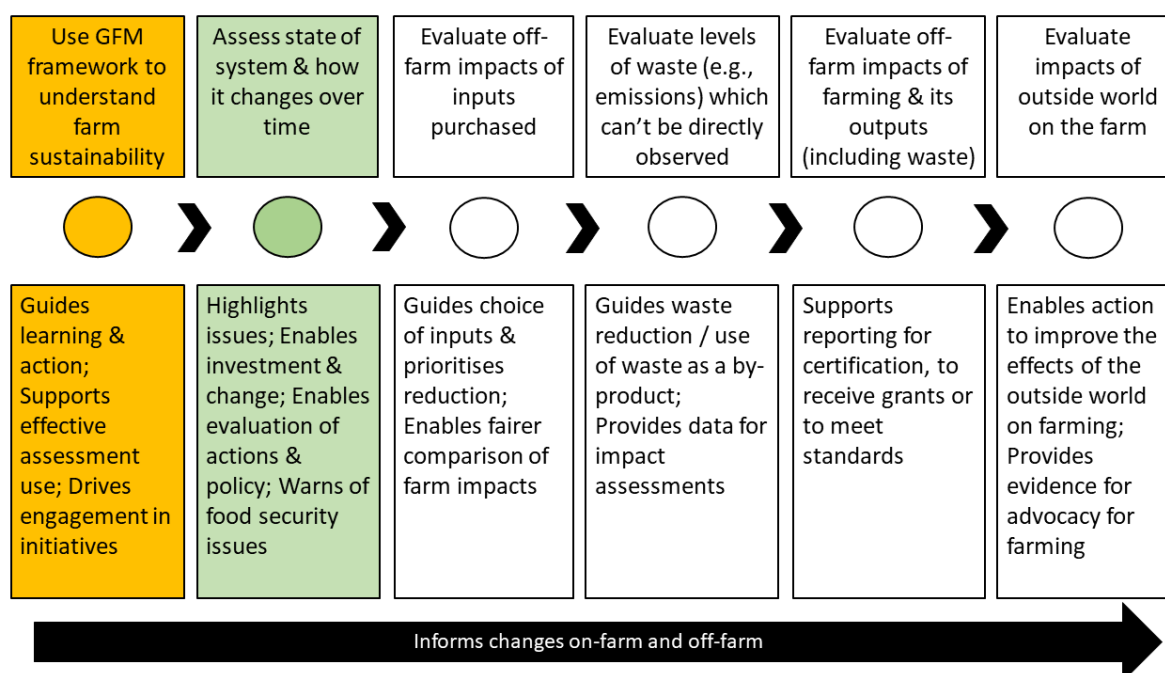 Use GFM
framework to
understand
farm
sustainability
Assess state of
system & how
it changes over
time
Evaluate off-
farm impacts of
inputs
purchased
Evaluate levels
of waste (e.g.,
emissions) which
can’t be directly
observed
Evaluate off-
farm impacts of
farming & its
outputs
(including waste)
Evaluate
impacts of
outside world
on the farm
Guides
learning &
action;
Supports
effective
assessment
use; Drives
engagement in
initiatives
Highlights
issues; Enables
investment &
change; Enables
evaluation of
actions &
policy; Warns of
food security
issues
Guides choice
of inputs &
prioritises
reduction;
Enables fairer
comparison of
farm impacts
Guides waste
reduction / use
of waste as a by-
product;
Provides data for
impact
assessments
Supports
reporting for
certification, to
receive grants or
to meet
standards
Enables action
to improve the
effects of the
outside world
on farming;
Provides
evidence for
advocacy for
farming
Informs changes on-farm and off-farm